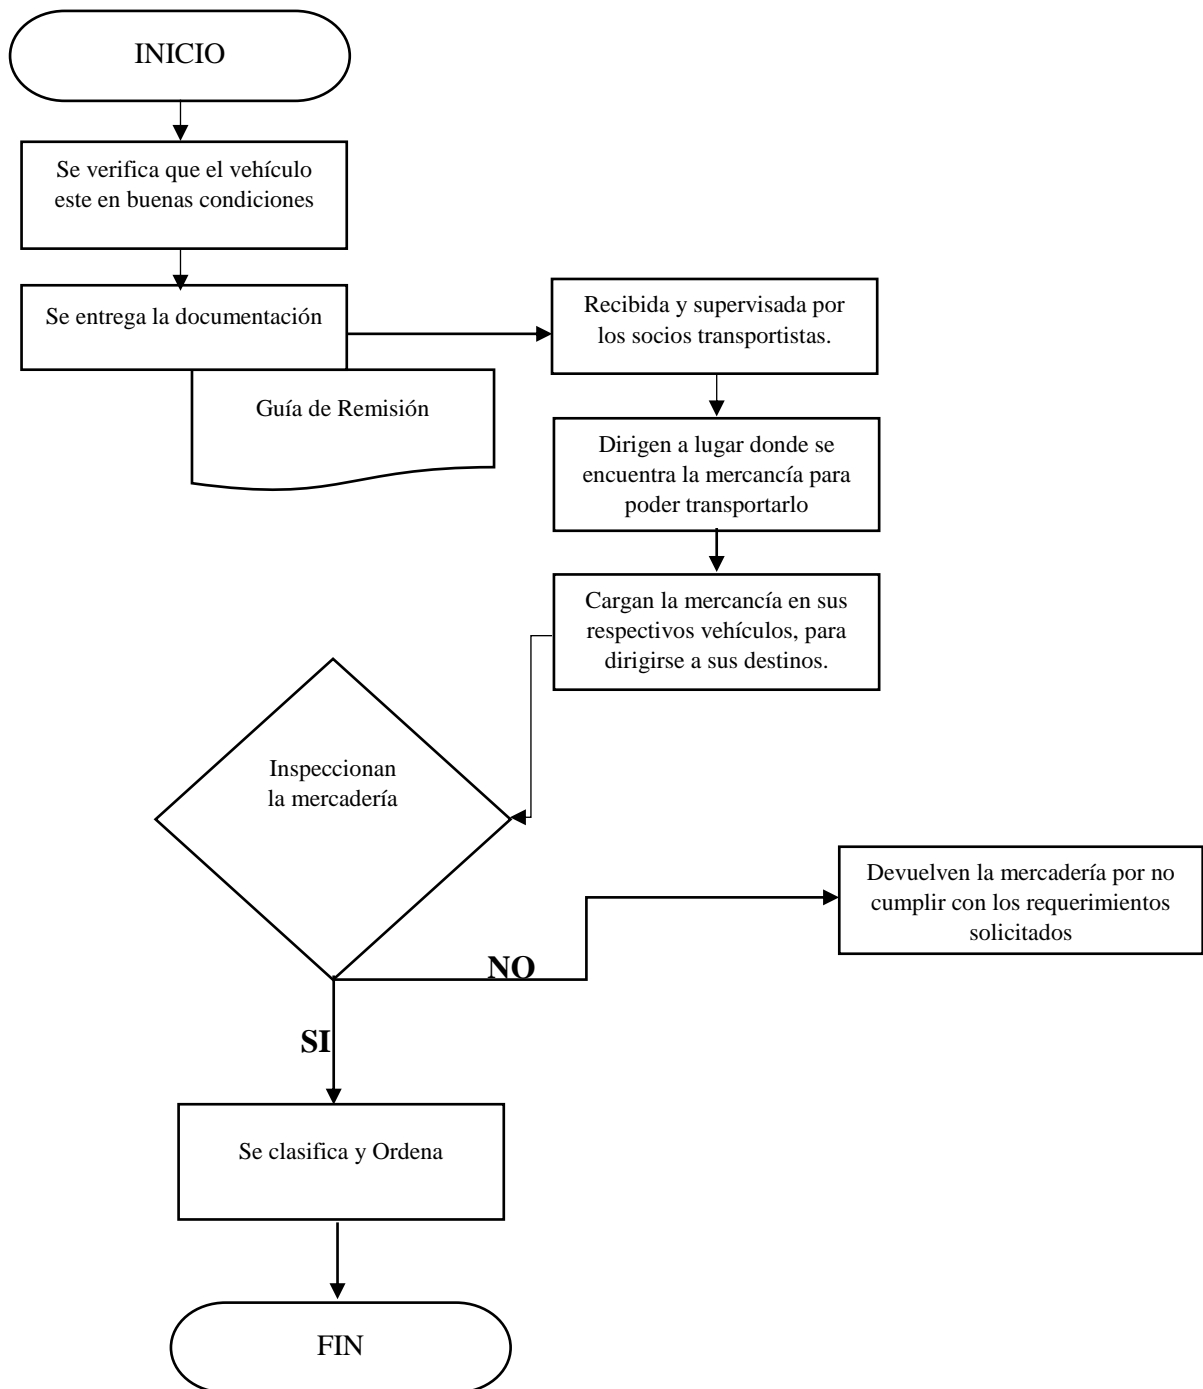 INICIO
Se verifica que el vehículo
este en buenas condiciones
Se entrega la documentación
Guía de Remisión
Recibida y supervisada por
los socios transportistas.
Dirigen a lugar donde se
encuentra la mercancía para
poder transportarlo
Cargan la mercancía en sus
respectivos vehículos, para
dirigirse a sus destinos.
Inspeccionan
la mercadería
NO
Devuelven la mercadería por no
cumplir con los requerimientos
solicitados
SI
Se clasifica y Ordena
FIN